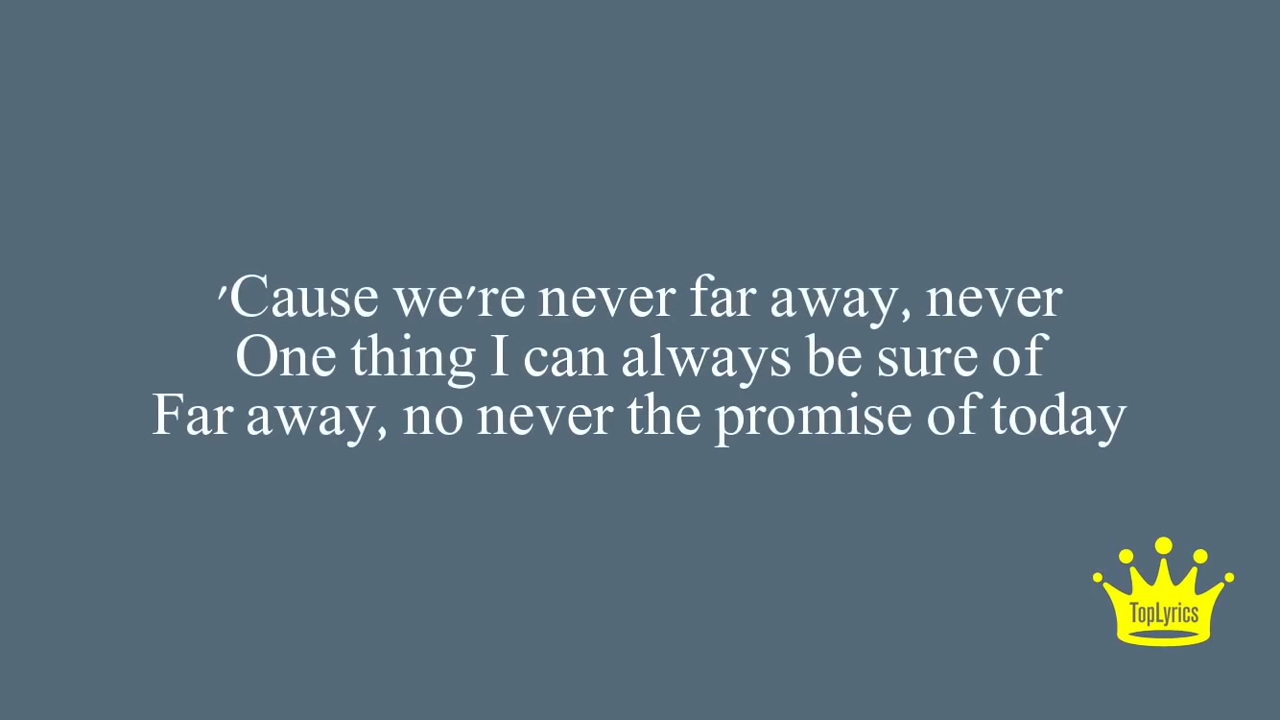 'Cause we're never far away, never
One thing I can always be sure of
Far away, no never the promise of today
TopLyrics